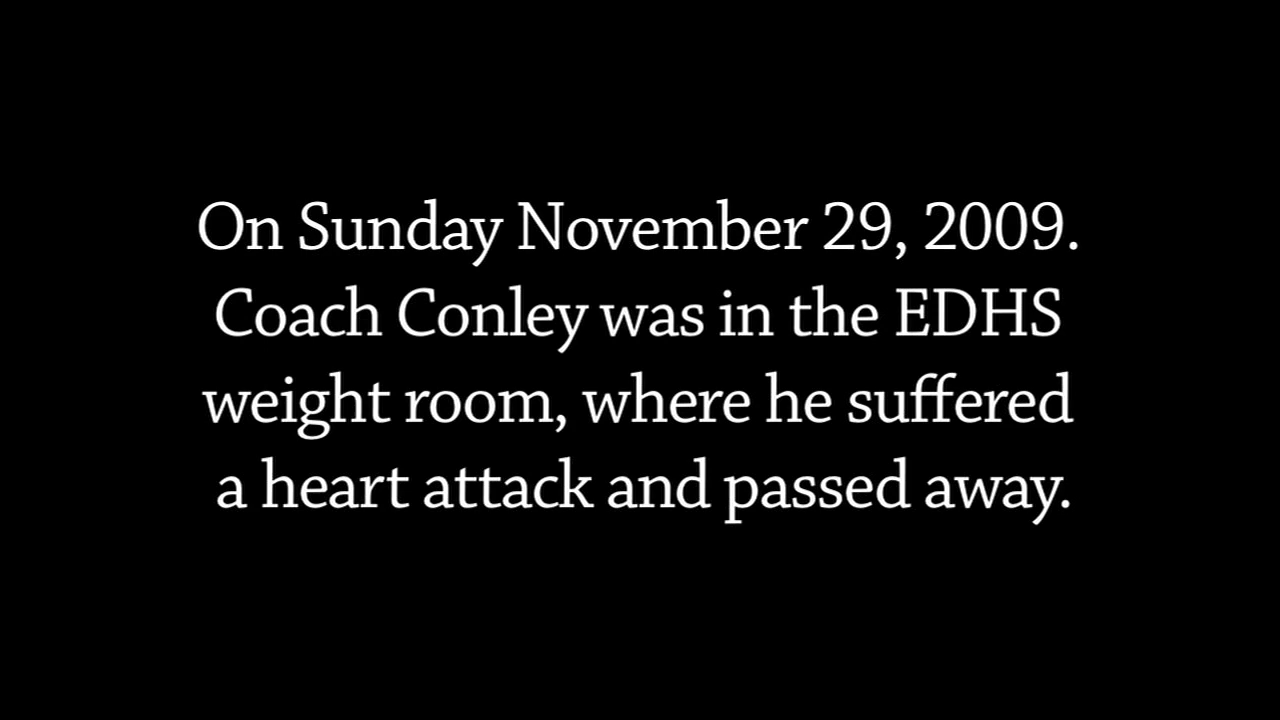 On Sunday November 29, 2009.
Coach Conley was in the EDHS
weight room, where he suffered
a heart attack and passed away.